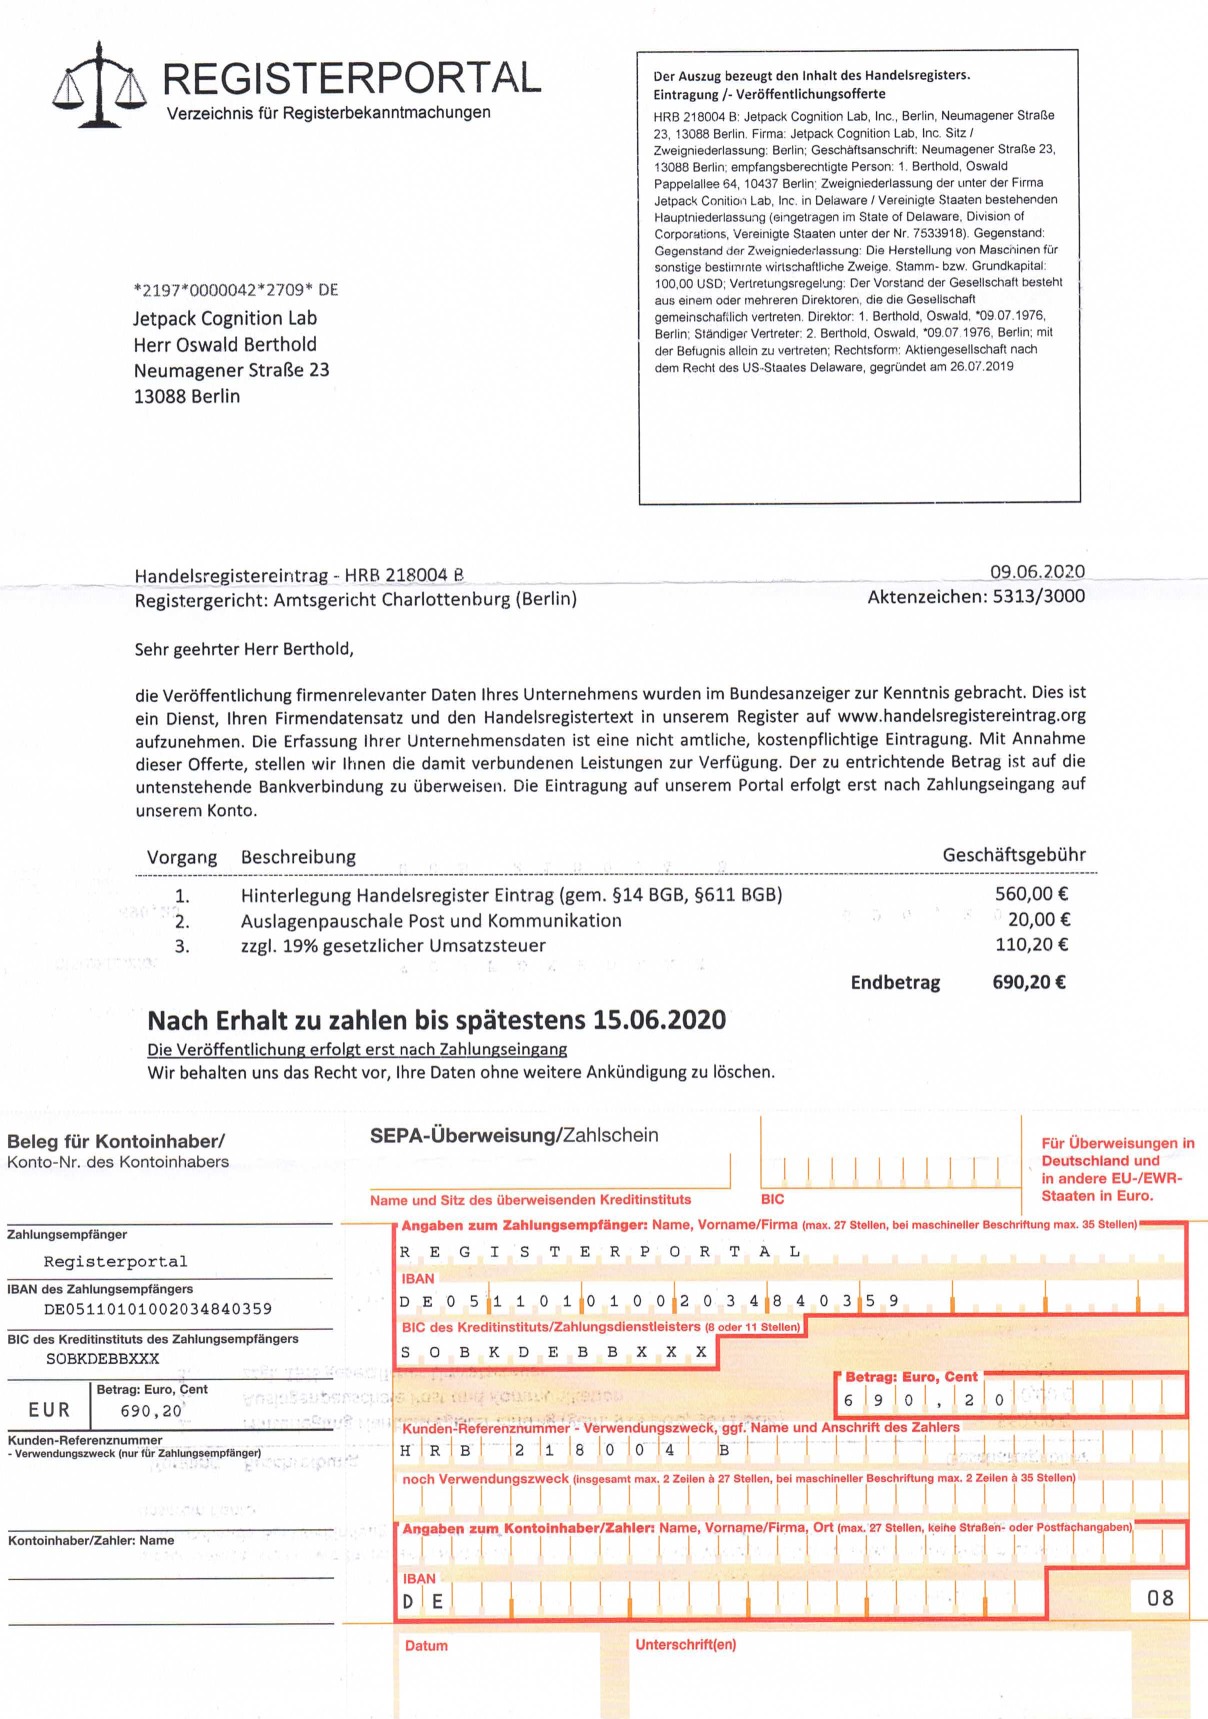 REGISTERPORTAL
Verzeichnis für Registerbekanntmachungen
Der Auszug bezeugt den Inhalt des Handelsregisters.
Eintragung /- Veröffentlichungsofferte
HRB 218004 B: Jetpack Cognition Lab, Inc., Berlin, Neumagener Straße
23, 13088 Berlin. Firma: Jetpack Cognition Lab, Inc. Sitz /
Zweigniederlassung: Berlin; Geschäftsanschrift: Neumagener Straße 23,
13088 Berlin; empfangsberechtigte Person: 1. Berthold, Oswald
Pappelallee 64, 10437 Berlin; Zweigniederlassung der unter der Firma
Jetpack Conition Lab, Inc. in Delaware / Vereinigte Staaten bestehenden
Hauptniederlassung (eingetragen im State of Delaware, Division of
Corporations, Vereinigte Staaten unter der Nr. 7533918). Gegenstand:
Gegenstand der Zweigniederlassung: Die Herstellung von Maschinen für
sonstige bestimmte wirtschaftliche Zweige. Stamm- bzw. Grundkapital:
100,00 USD; Vertretungsregelung: Der Vorstand der Gesellschaft besteht
aus einem oder mehreren Direktoren, die die Gesellschaft
gemeinschaftlich vertreten. Direktor: 1. Berthold, Oswald, *09.07.1976,
Berlin; Ständiger Vertreter: 2. Berthold, Oswald, *09.07.1976, Berlin; mit
der Befugnis allein zu vertreten; Rechtsform: Aktiengesellschaft nach
dem Recht des US-Staates Delaware, gegründet am 26.07.2019
*2197*0000042*2709* DE
Jetpack Cognition Lab
Herr Oswald Berthold
Neumagener Straße 23
13088 Berlin
Handelsregistereintrag - HRB 218004 B 09.06.2020
Registergericht: Amtsgericht Charlottenburg (Berlin) Aktenzeichen: 5313/3000
Sehr geehrter Herr Berthold,
die Veröffentlichung firmenrelevanter Daten Ihres Unternehmens wurden im Bundesanzeiger zur Kenntnis gebracht. Dies ist
ein Dienst, Ihren Firmendatensatz und den Handelsregistertext in unserem Register auf www.handelsregistereintrag.org
aufzunehmen. Die Erfassung Ihrer Unternehmensdaten ist eine nicht amtliche, kostenpflichtige Eintragung. Mit Annahme
dieser Offerte, stellen wir Ihnen die damit verbundenen Leistungen zur Verfügung. Der zu entrichtende Betrag ist auf die
untenstehende Bankverbindung zu überweisen. Die Eintragung auf unserem Portal erfolgt erst nach Zahlungseingang auf
unserem Konto.
Vorgang Beschreibung Geschäftsgebühr
1. Hinterlegung Handelsregister Eintrag (gem. §14 BGB, §611 BGB) 560,00 €
2. Auslagenpauschale Post und Kommunikation 20,00 €
3. zzgl. 19% gesetzlicher Umsatzsteuer 110,20 €
Endbetrag 690,20 €
Nach Erhalt zu zahlen bis spätestens 15.06.2020
Die Veröffentlichung erfolgt erst nach Zahlungseingang
Wir behalten uns das Recht vor, Ihre Daten ohne weitere Ankündigung zu löschen.
Beleg für Kontoinhaber/
Konto-Nr. des Kontoinhabers
Zahlungsempfänger
Registerportal
IBAN des Zahlungsempfängers
DE05110101002034840359
BIC des Kreditinstituts des Zahlungsempfängers
SOBKDEBBXXX
Betrag: Euro, Cent
EUR 690,20
Kunden-Referenznummer
- Verwendungszweck (nur für Zahlungsempfänger)
Kontoinhaber/Zahler: Name
SEPA-Überweisung/Zahlschein
Name und Sitz des überweisenden Kreditinstituts BIC
Für Überweisungen in
Deutschland und
in andere EU-/EWR-
Staaten in Euro.
Angaben zum Zahlungsempfänger: Name, Vorname/Firma (max. 27 Stellen, bei maschineller Beschriftung max. 35 Stellen)
REGISTERPORTAL
IBAN
DE05110101002034840359
BIC des Kreditinstituts/Zahlungsdienstleisters (8 oder 11 Stellen)
SOBKDEBBXXX
Betrag: Euro, Cent
690,20
Kunden-Referenznummer - Verwendungszweck, ggf. Name und Anschrift des Zahlers
HRB 218004 B
noch Verwendungszweck (insgesamt max. 2 Zeilen à 27 Stellen, bei maschineller Beschriftung max. 2 Zeilen à 35 Stellen)
Angaben zum Kontoinhaber/Zahler: Name, Vorname/Firma, Ort (max. 27 Stellen, keine Straßen- oder Postfachangaben)
IBAN
DE
08
Datum Unterschrift(en)